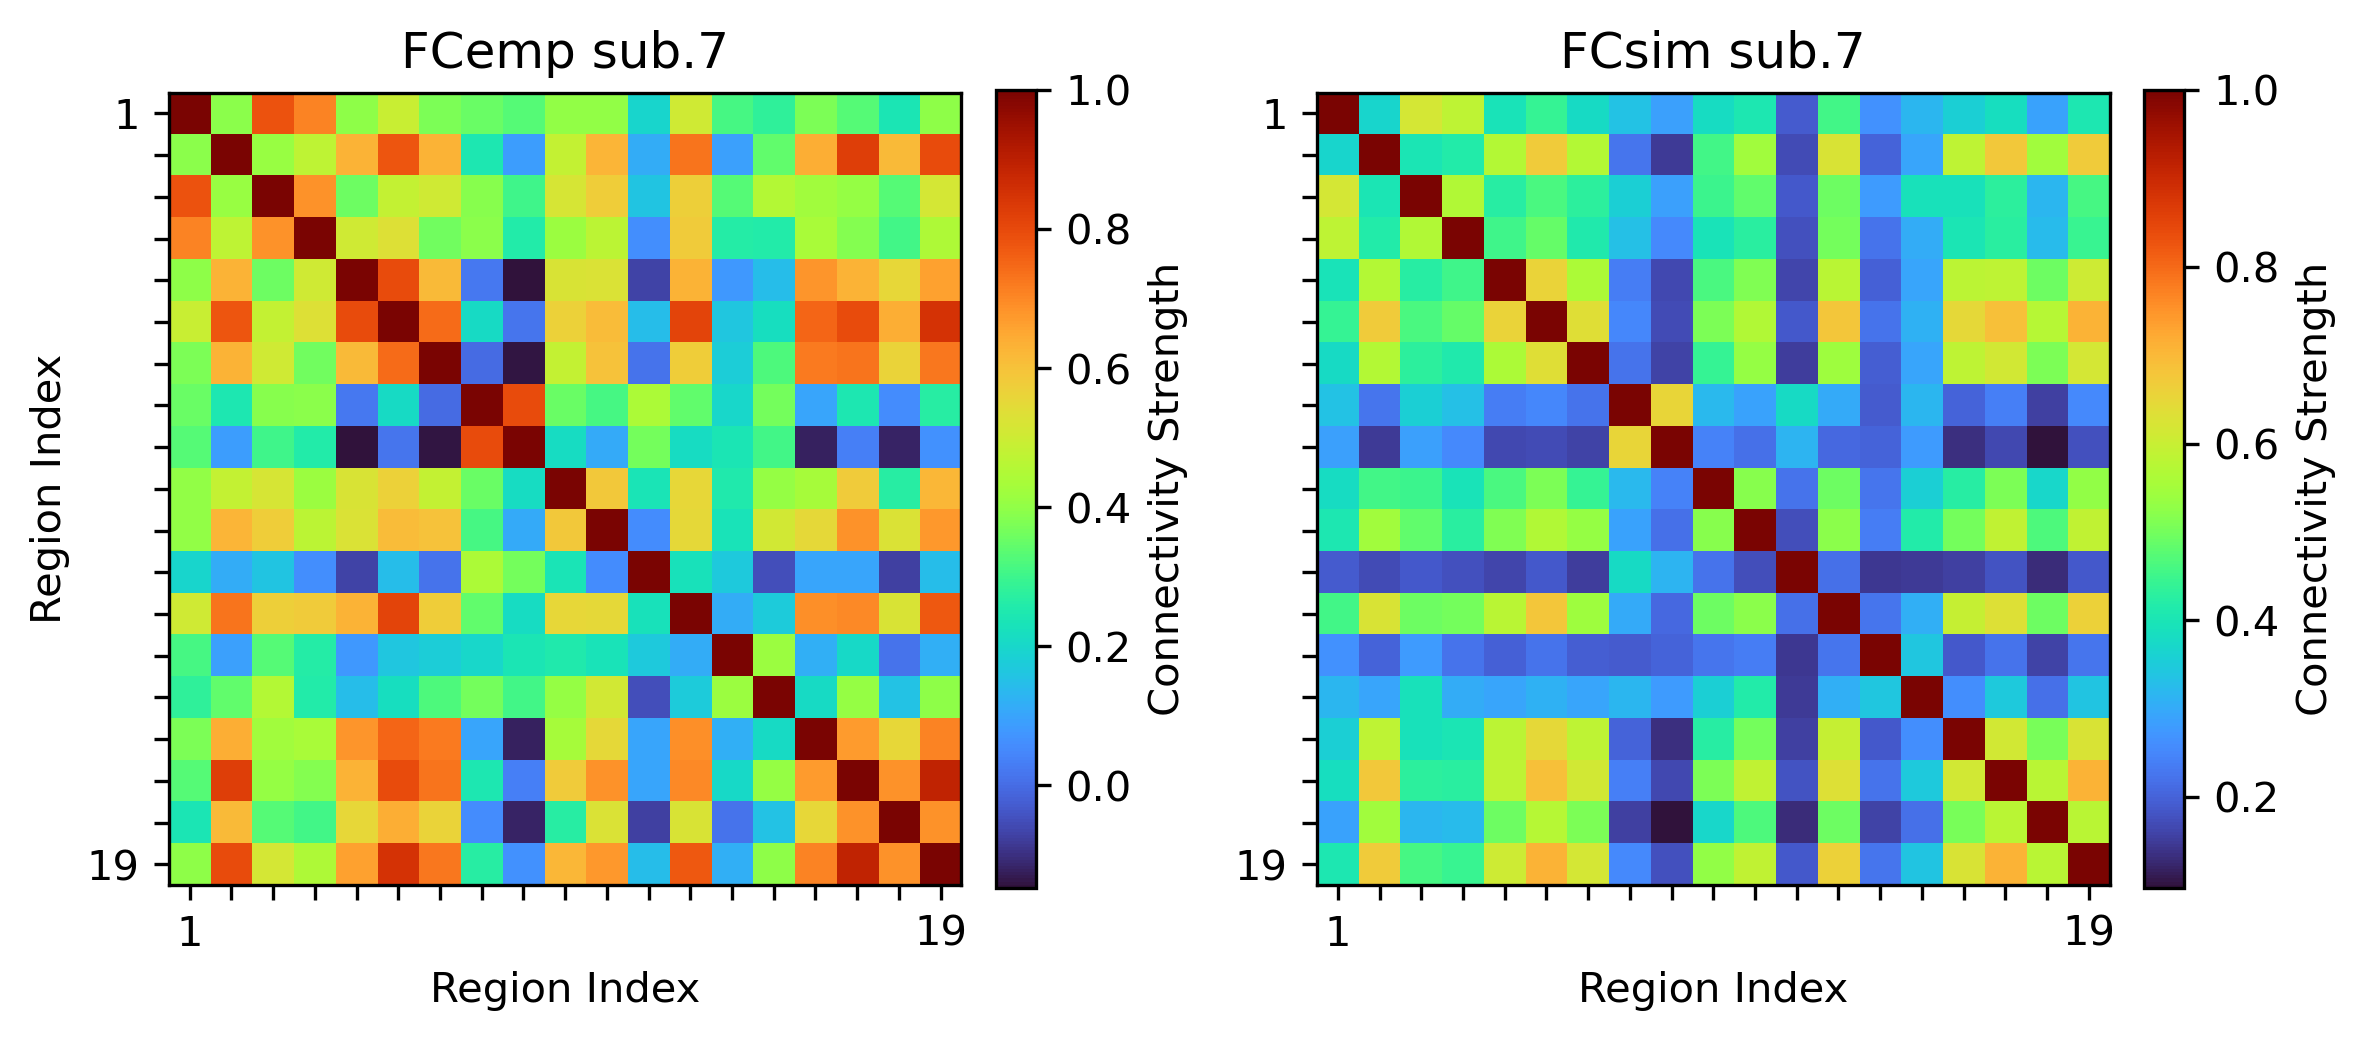 FCemp sub.7
1
19
1
19
Region Index
Region Index
1.0
0.8
0.6
0.4
0.2
0.0
Connectivity Strength
FCsim sub.7
1
19
1
19
Region Index
1.0
0.8
0.6
0.4
0.2
Connectivity Strength